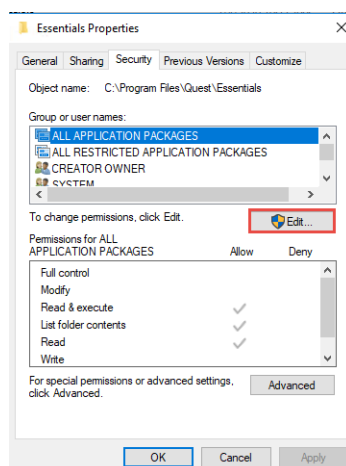 Essentials Properties
General Sharing Security Previous Versions Customize
Object name: C:\Program Files\Quest\Essentials
Group or user names:
ALL APPLICATION PACKAGES
ALL RESTRICTED APPLICATION PACKAGES
CREATOR OWNER
SYSTEM
To change permissions, click Edit.
Edit...
Permissions for ALL
APPLICATION PACKAGES Allow Deny
Full control
Modify
Read & execute
List folder contents
Read
Write
For special permissions or advanced settings,
click Advanced.
Advanced
OK Cancel Apply